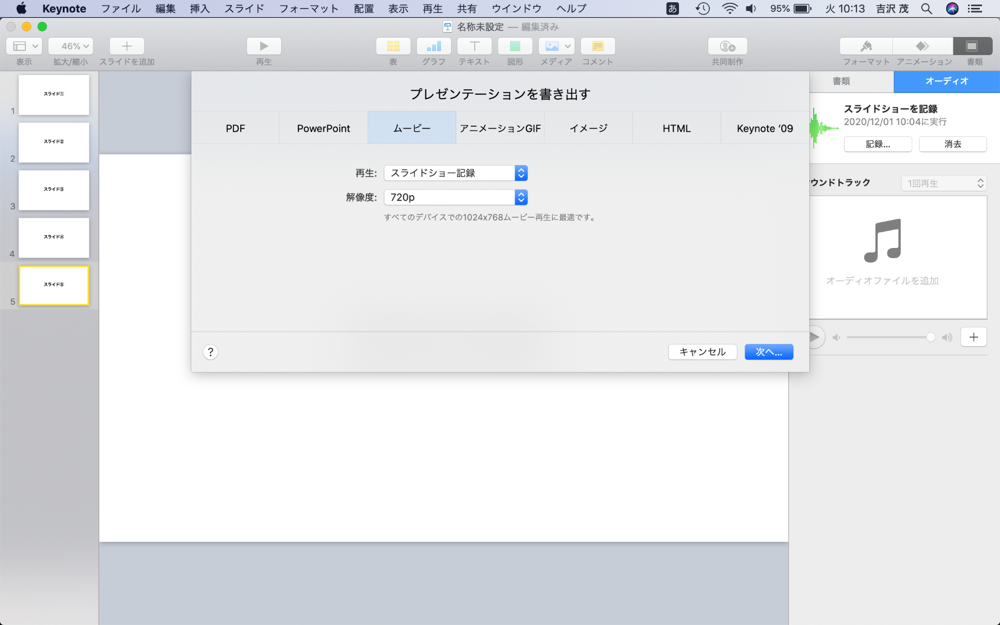 Keynote ファイル 編集 挿入 スライド フォーマット 配置 表示 再生 共有 ウインドウ ヘルプ あ 95% 火 10:13 吉沢 茂
名称未設定 — 編集済み
46%
表示 拡大/縮小 スライドを追加 再生 表 グラフ テキスト 図形 メディア コメント 共同制作 フォーマット アニメーション 書類
スライド①
1
スライド②
2
スライド③
3
スライド④
4
スライド⑤
5
プレゼンテーションを書き出す
PDF PowerPoint ムービー アニメーションGIF イメージ HTML Keynote ’09
再生: スライドショー記録
解像度: 720p
すべてのデバイスでの1024x768ムービー再生に最適です。
? キャンセル 次へ...
書類 オーディオ
スライドショーを記録
2020/12/01 10:04に実行
記録... 消去
ウンドトラック 1回再生
オーディオファイルを追加